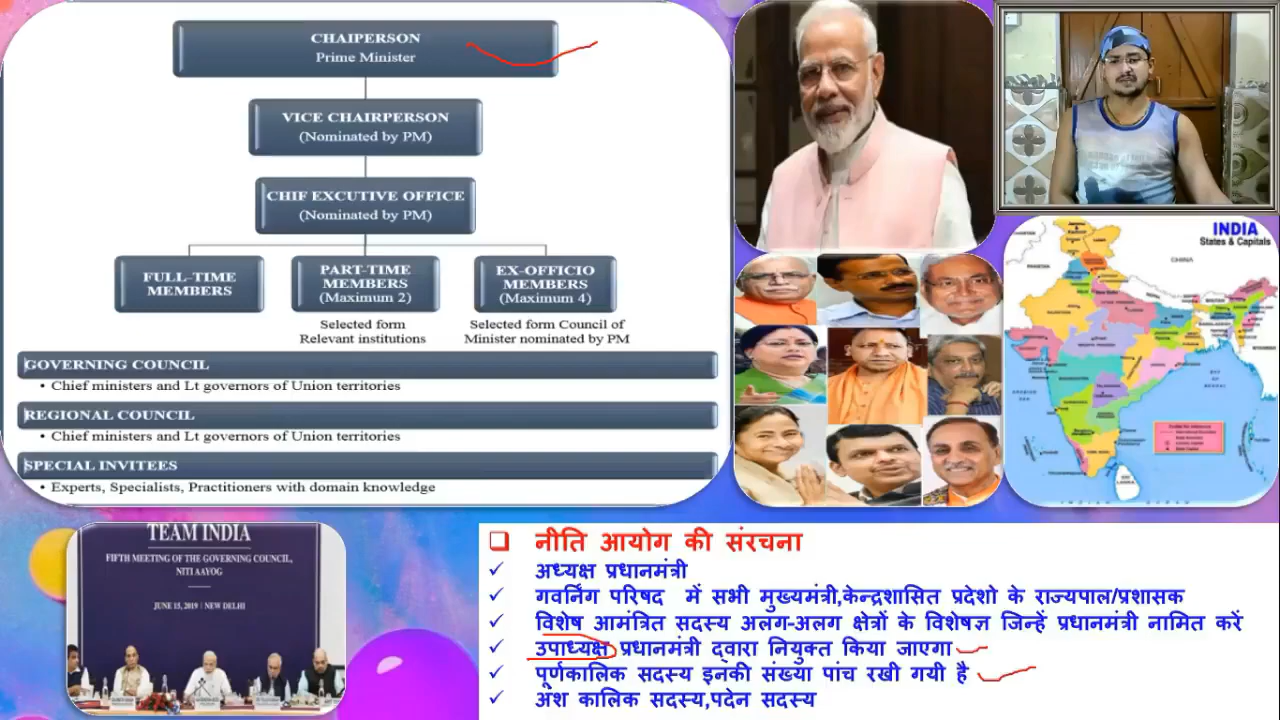 CHAIPERSON
Prime Minister
VICE CHAIRPERSON
(Nominated by PM)
CHIF EXCUTIVE OFFICE
(Nominated by PM)
FULL-TIME
MEMBERS
PART-TIME
MEMBERS
(Maximum 2)
EX-OFFICIO
MEMBERS
(Maximum 4)
Selected form
Relevant institutions
Selected form Council of
Minister nominated by PM
GOVERNING COUNCIL
• Chief ministers and Lt governors of Union territories
REGIONAL COUNCIL
• Chief ministers and Lt governors of Union territories
SPECIAL INVITEES
• Experts, Specialists, Practitioners with domain knowledge
INDIA
States & Capitals
CHINA
TEAM INDIA
FIFTH MEETING OF THE GOVERNING COUNCIL,
NITI AAYOG
JUNE 15, 2019 | NEW DELHI
❑ नीति आयोग की संरचना
✓ अध्यक्ष प्रधानमंत्री
✓ गवर्निंग परिषद में सभी मुख्यमंत्री,केन्द्रशासित प्रदेशो के राज्यपाल/प्रशासक
✓ विशेष आमंत्रित सदस्य अलग-अलग क्षेत्रों के विशेषज्ञ जिन्हें प्रधानमंत्री नामित करें
✓ उपाध्यक्ष प्रधानमंत्री द्वारा नियुक्त किया जाएगा
✓ पूर्णकालिक सदस्य इनकी संख्या पांच रखी गयी है
✓ अंश कालिक सदस्य,पदेन सदस्य